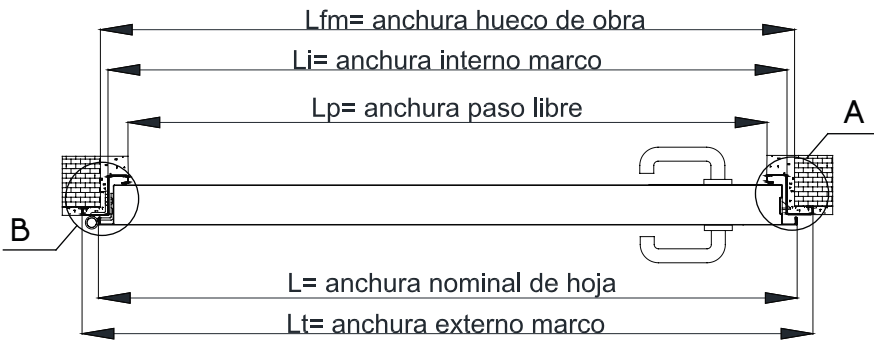 Lfm= anchura hueco de obra
Li= anchura interno marco
Lp= anchura paso libre
A
B
L= anchura nominal de hoja
Lt= anchura externo marco